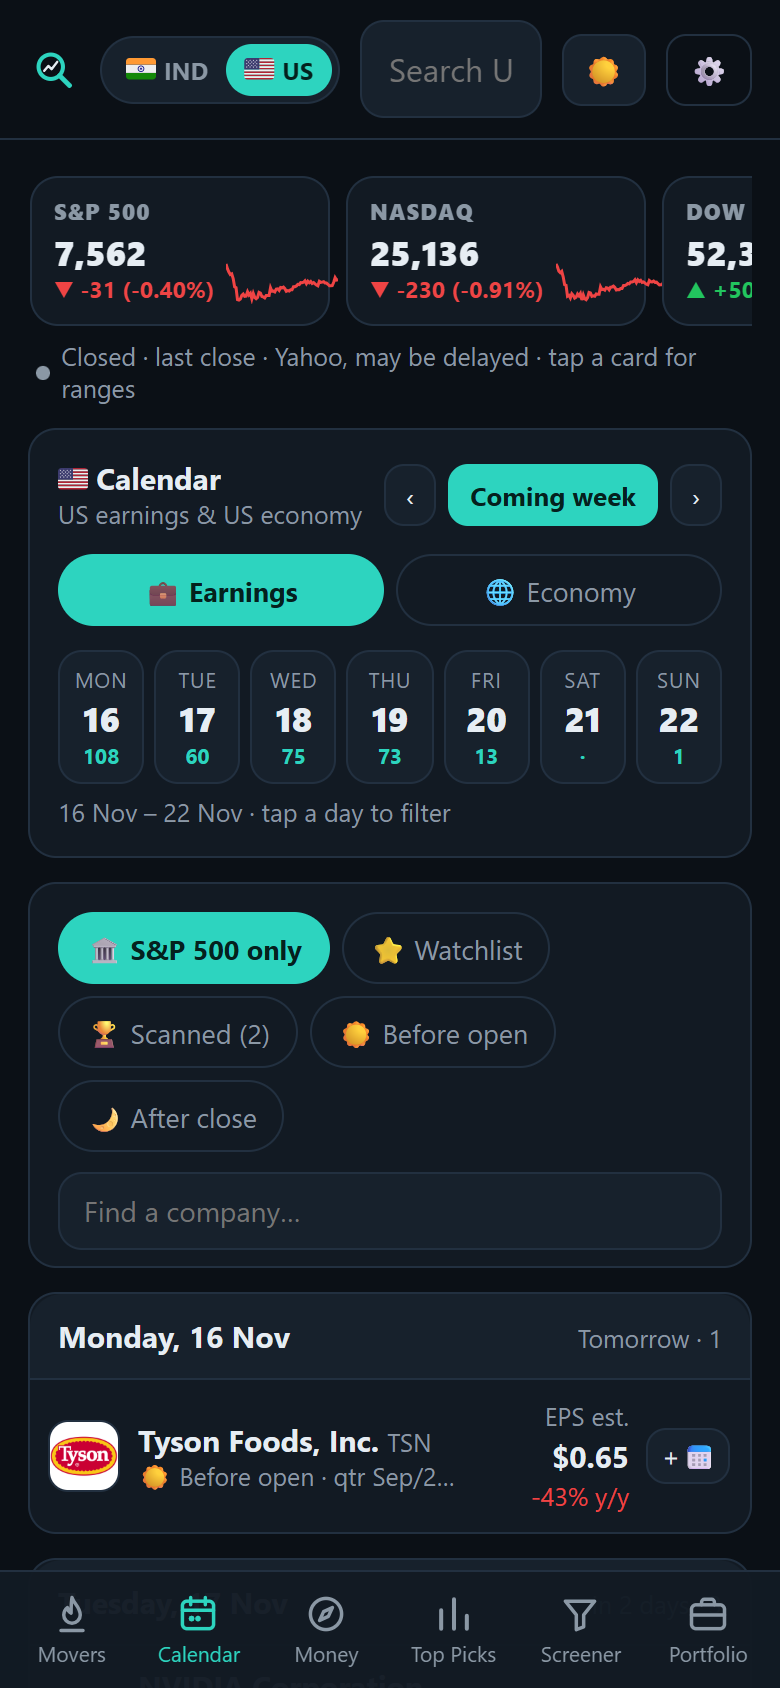 IND
US
Search U
S&P 500
7,562
▼ -31 (-0.40%)
NASDAQ
25,136
▼ -230 (-0.91%)
DOW
52,3
▲ +50
Closed · last close · Yahoo, may be delayed · tap a card for
ranges
Calendar
US earnings & US economy
‹
Coming week
›
Earnings
Economy
MON
16
108
TUE
17
60
WED
18
75
THU
19
73
FRI
20
13
SAT
21
·
SUN
22
1
16 Nov – 22 Nov · tap a day to filter
S&P 500 only
Watchlist
Scanned (2)
Before open
After close
Find a company...
Monday, 16 Nov
Tomorrow · 1
Tyson
Tyson Foods, Inc. TSN
Before open · qtr Sep/2...
EPS est.
$0.65
-43% y/y
+
Tuesday, 17 Nov
NVIDIA Corporation
Movers
Calendar
Money
Top Picks
Screener
Portfolio